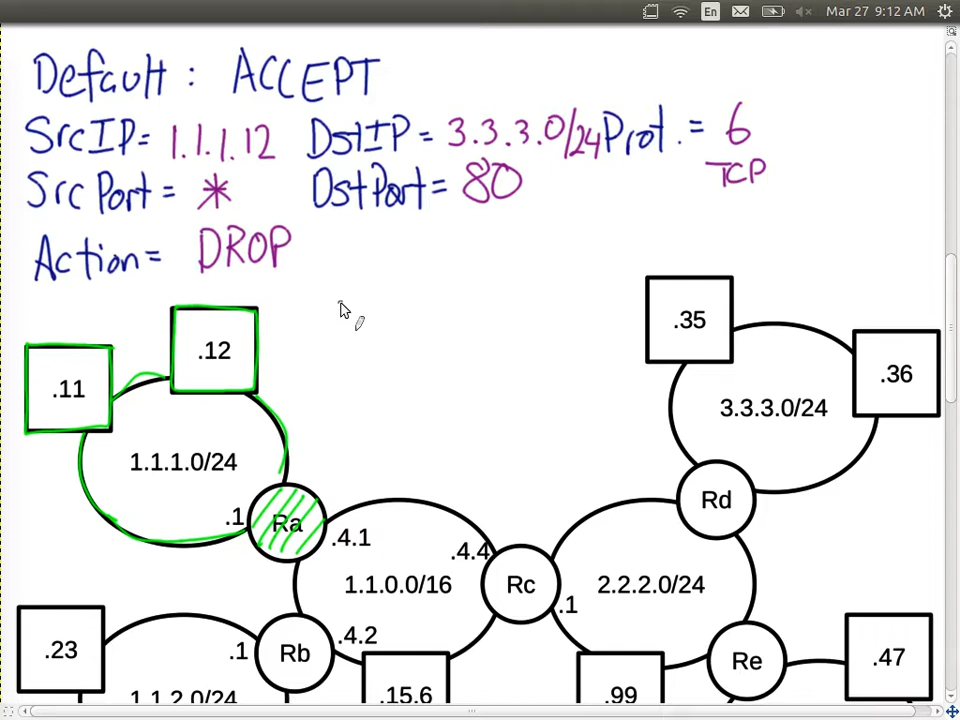 En Mar 27 9:12 AM
Default: ACCEPT
SrcIP= 1.1.1.12 DstIP = 3.3.3.0/24 Prot. = 6
TCP
Src Port = * DstPort = 80
Action= DROP
.35
.12
.36
.11
3.3.3.0/24
1.1.1.0/24
Rd
.1 Ra
.4.1 .4.4
1.1.0.0/16 Rc 2.2.2.0/24
.1
.4.2
.23 .1 Rb Re .47
1.1.2.0/24 .15.6 .99